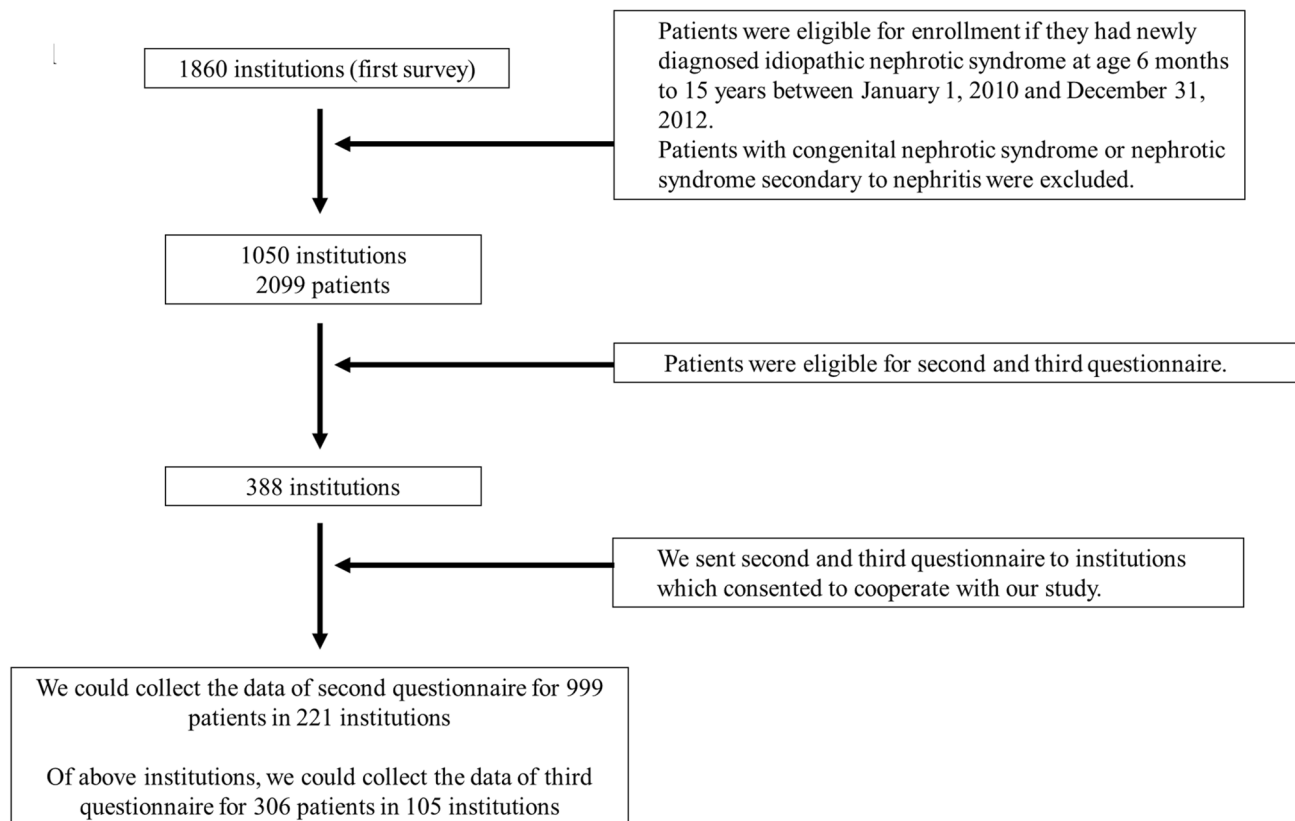 1860 institutions (first survey)
Patients were eligible for enrollment if they had newly
diagnosed idiopathic nephrotic syndrome at age 6 months
to 15 years between January 1, 2010 and December 31,
2012.
Patients with congenital nephrotic syndrome or nephrotic
syndrome secondary to nephritis were excluded.
1050 institutions
2099 patients
Patients were eligible for second and third questionnaire.
388 institutions
We sent second and third questionnaire to institutions
which consented to cooperate with our study.
We could collect the data of second questionnaire for 999
patients in 221 institutions
Of above institutions, we could collect the data of third
questionnaire for 306 patients in 105 institutions